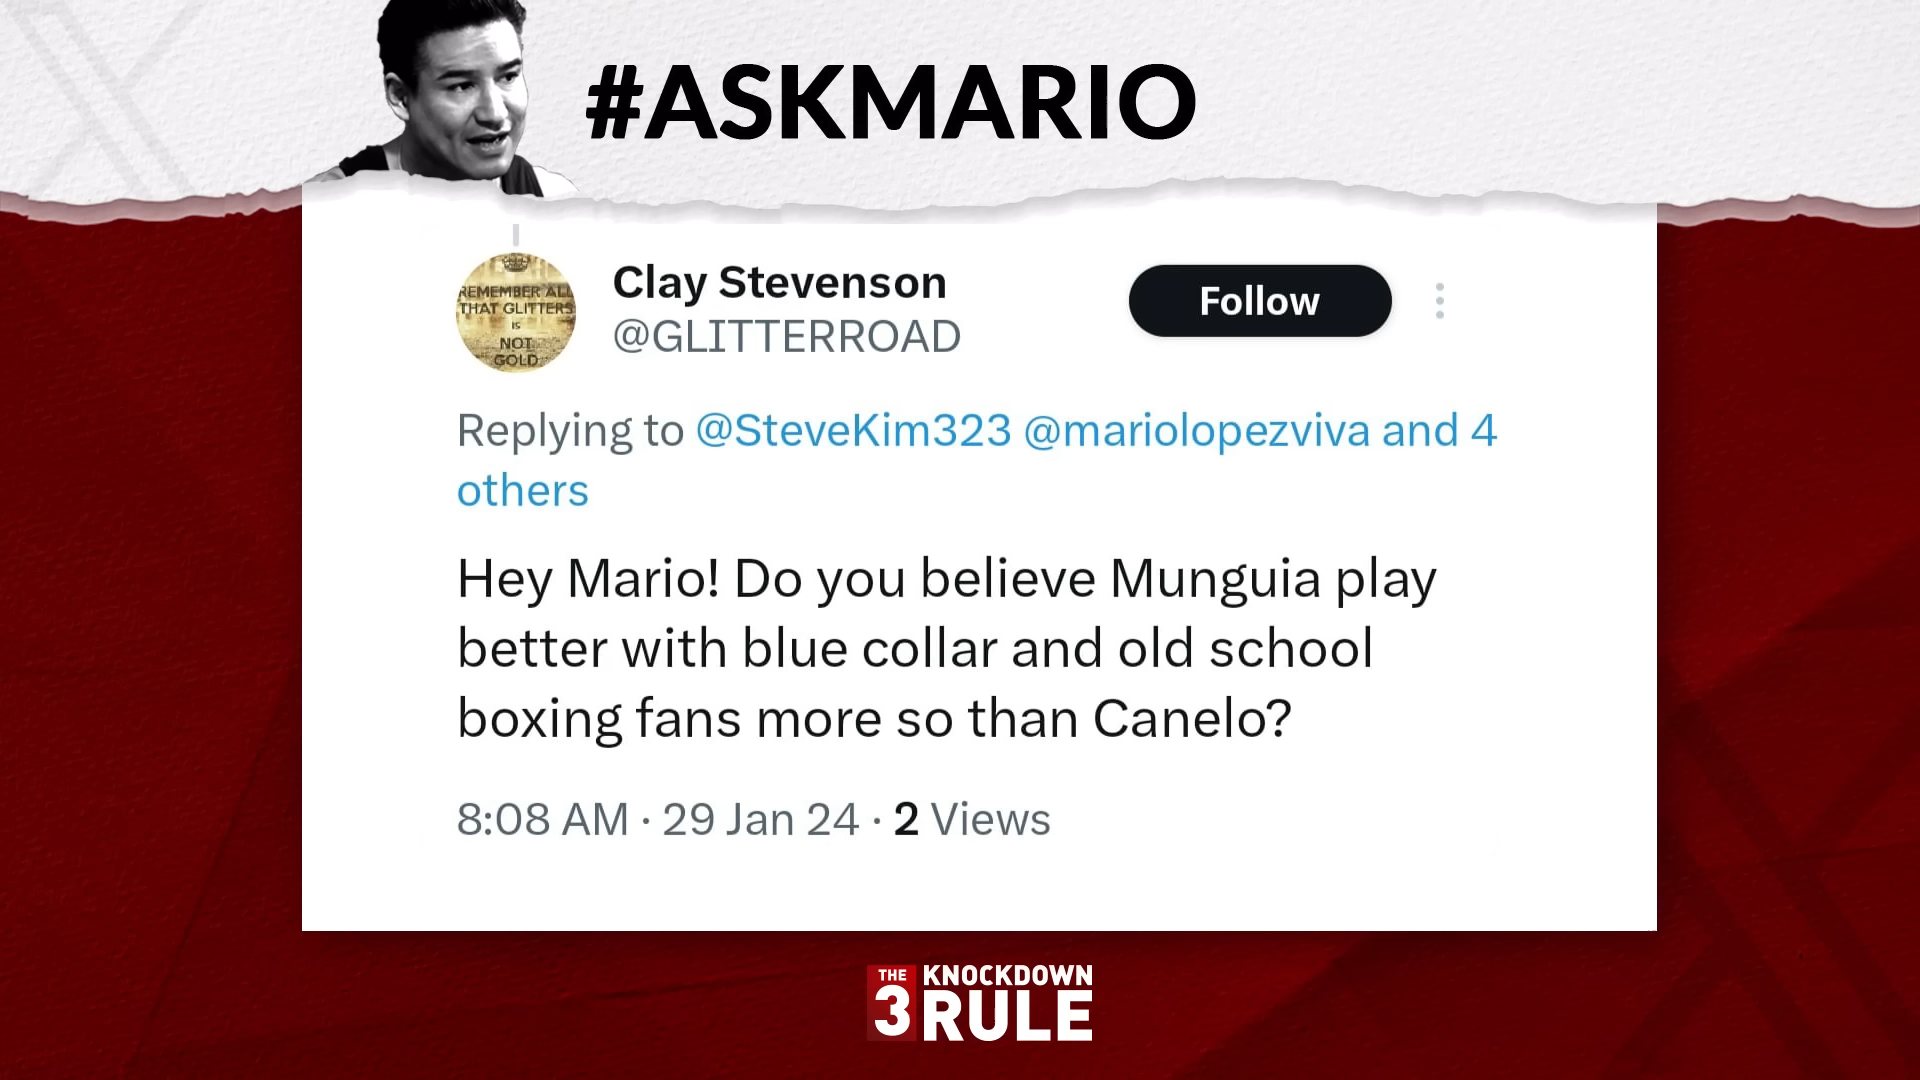 #ASKMARIO
REMEMBER ALL
THAT GLITTERS
IS
NOT
GOLD
Clay Stevenson
@GLITTERROAD
Follow
Replying to @SteveKim323 @mariolopezviva and 4
others
Hey Mario! Do you believe Munguia play
better with blue collar and old school
boxing fans more so than Canelo?
8:08 AM · 29 Jan 24 · 2 Views
THE
3
KNOCKDOWN
RULE